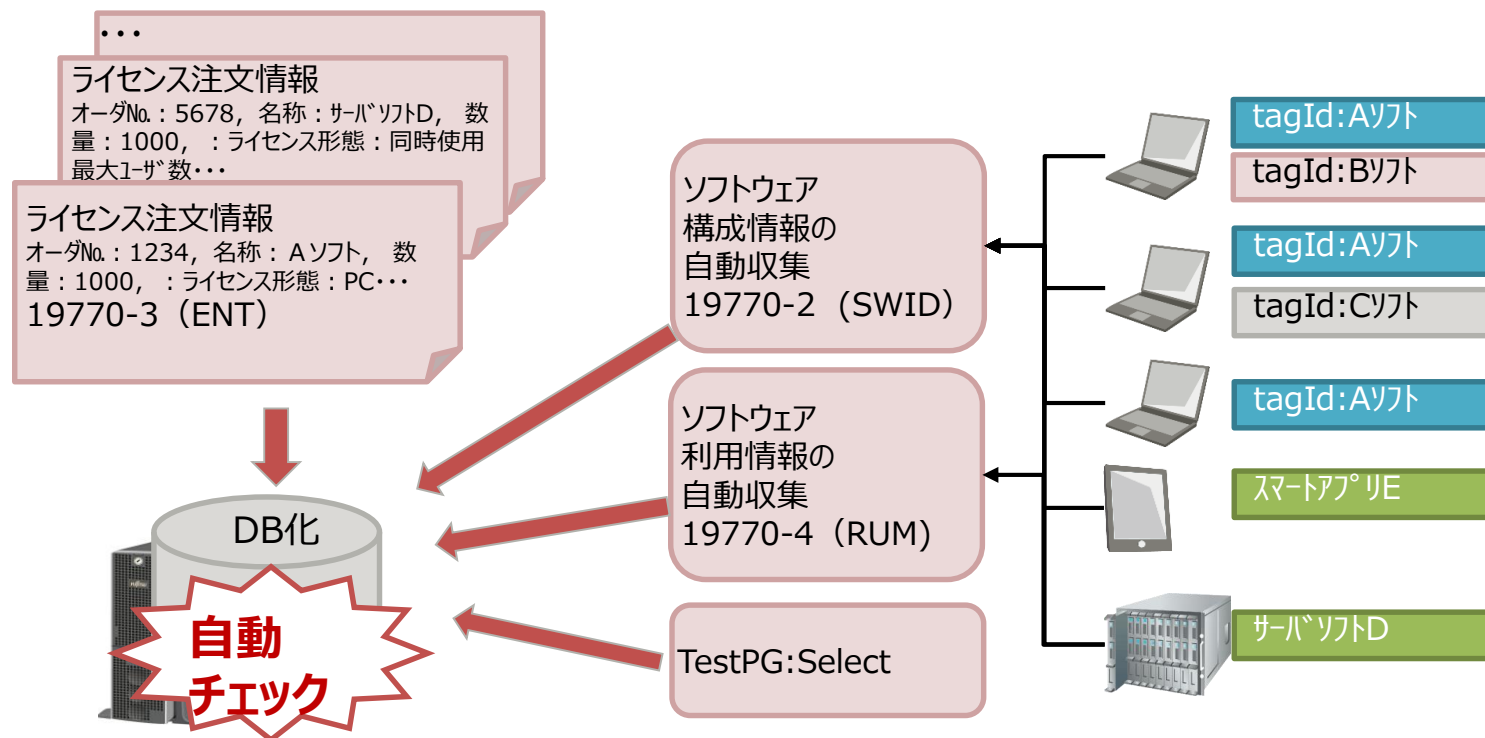 ・・・
ライセンス注文情報
オーダ№：5678，名称：ｻｰﾊﾞｿﾌﾄD， 数
量：1000，：ライセンス形態：同時使用
最大ﾕｰｻﾞ数・・・
ライセンス注文情報
オーダ№：1234，名称：Ａソフト， 数
量：1000，：ライセンス形態：PC・・・
19770-3（ENT）
DB化
自動
チェック
ソフトウェア
構成情報の
自動収集
19770-2（SWID）
ソフトウェア
利用情報の
自動収集
19770-4（RUM）
TestPG:Select
tagId:Aｿﾌﾄ
tagId:Bｿﾌﾄ
tagId:Aｿﾌﾄ
tagId:Cｿﾌﾄ
tagId:Aｿﾌﾄ
ｽﾏｰﾄｱﾌﾟﾘE
ｻｰﾊﾞｿﾌﾄD